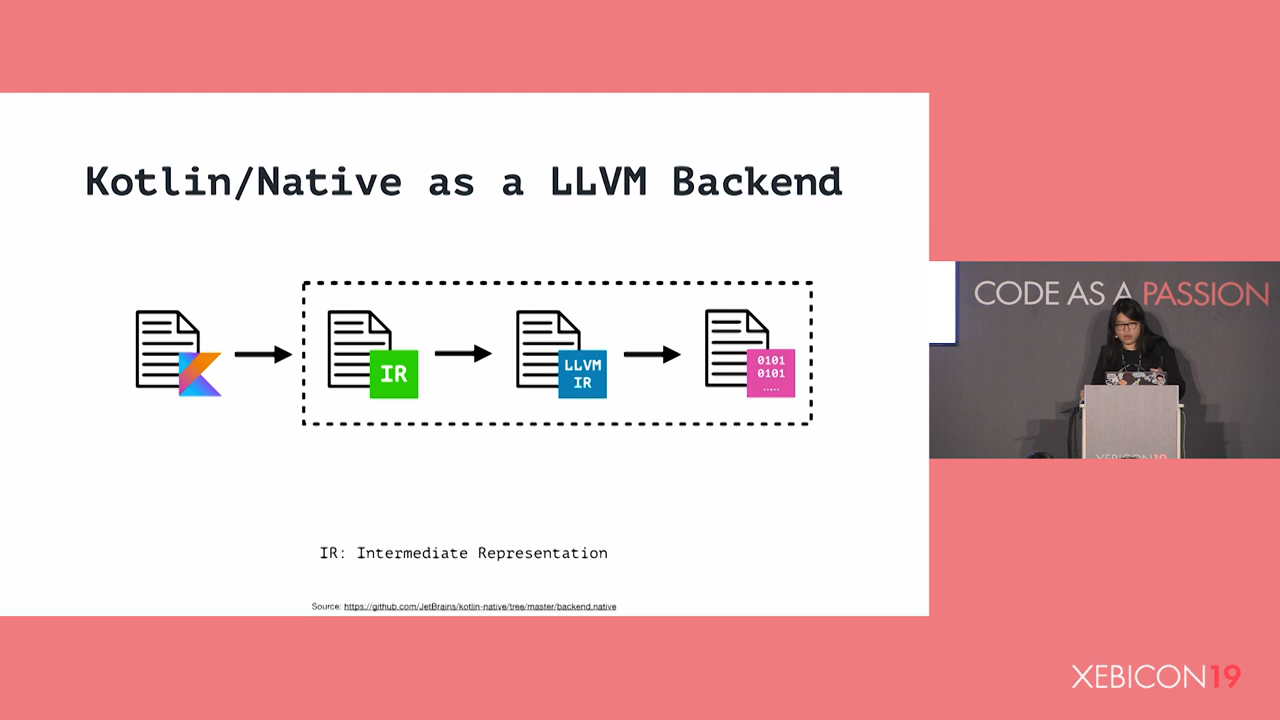 Kotlin/Native as a LLVM Backend
IR
LLVM
IR
0101
0101
.....
IR: Intermediate Representation
Source: https://github.com/JetBrains/kotlin-native/tree/master/backend.native
CODE AS A PASSION
XEBICON19
XEBICON19